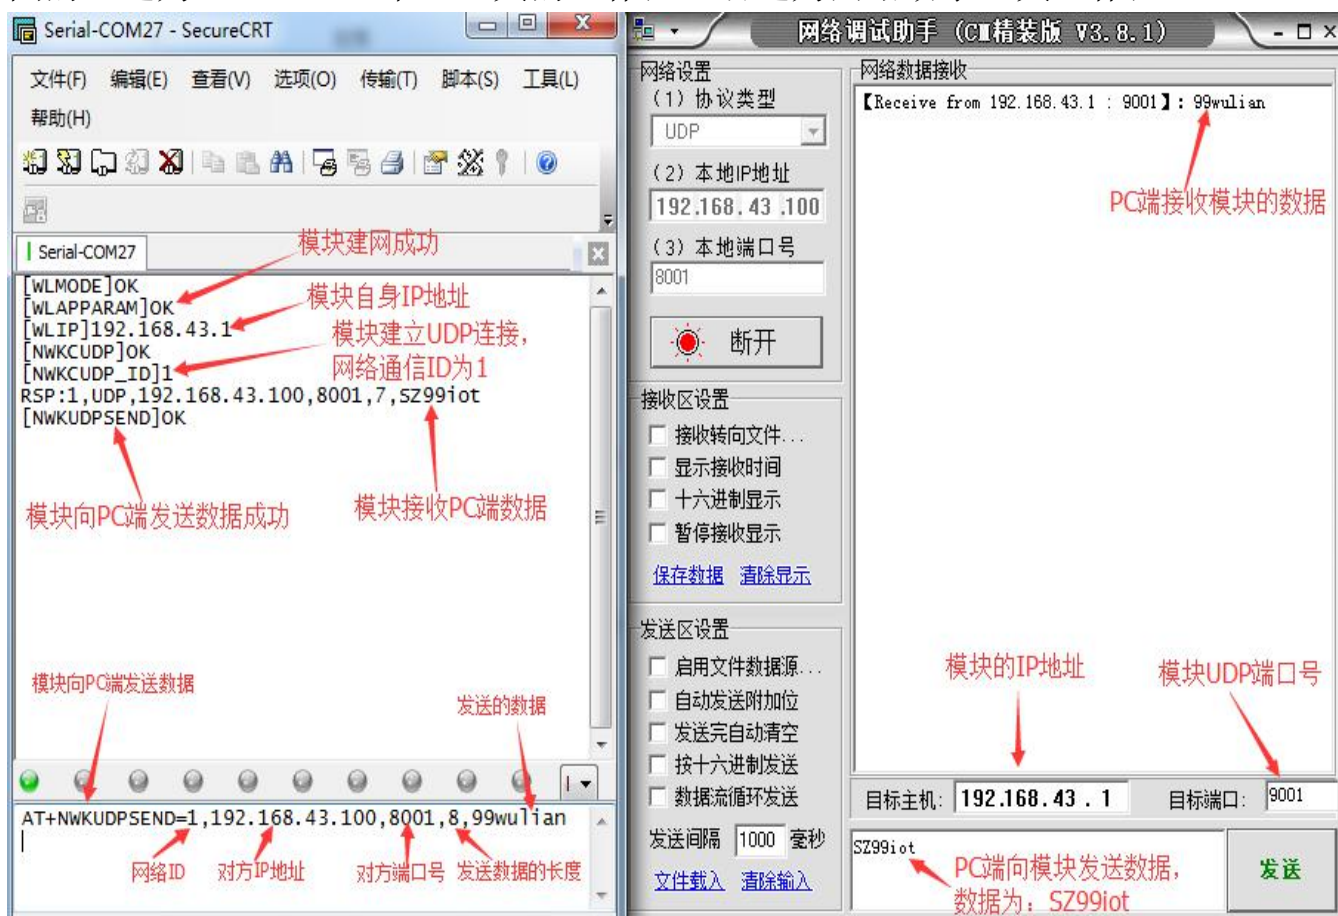 Serial-COM27 - SecureCRT
文件(F) 编辑(E) 查看(V) 选项(O) 传输(T) 脚本(S) 工具(L)
帮助(H)
Serial-COM27
模块建网成功
[WLMODE]OK
[WLAPPARAM]OK
模块自身IP地址
[WLIP]192.168.43.1
模块建立UDP连接，
[NWKCUDP]OK
网络通信ID为1
[NWKCUDP_ID]1
RSP:1,UDP,192.168.43.100,8001,7,SZ99iot
[NWKUDPSEND]OK
模块向PC端发送数据成功
模块接收PC端数据
模块向PC端发送数据
发送的数据
AT+NWKUDPSEND=1,192.168.43.100,8001,8,99wulian
网络ID 对方IP地址 对方端口号 发送数据的长度
网络调试助手 (CM精装版 V3.8.1)
网络设置
(1) 协议类型
UDP
(2) 本地IP地址
192.168.43.100
(3) 本地端口号
8001
断开
接收区设置
接收转向文件...
显示接收时间
十六进制显示
暂停接收显示
保存数据 清除显示
发送区设置
启用文件数据源...
自动发送附加位
发送完自动清空
按十六进制发送
数据流循环发送
发送间隔 1000 毫秒
文件载入 清除输入
网络数据接收
【Receive from 192.168.43.1 : 9001】: 99wulian
PC端接收模块的数据
模块的IP地址
模块UDP端口号
目标主机: 192.168.43.1 目标端口: 9001
SZ99iot
PC端向模块发送数据，
数据为：SZ99iot
发送